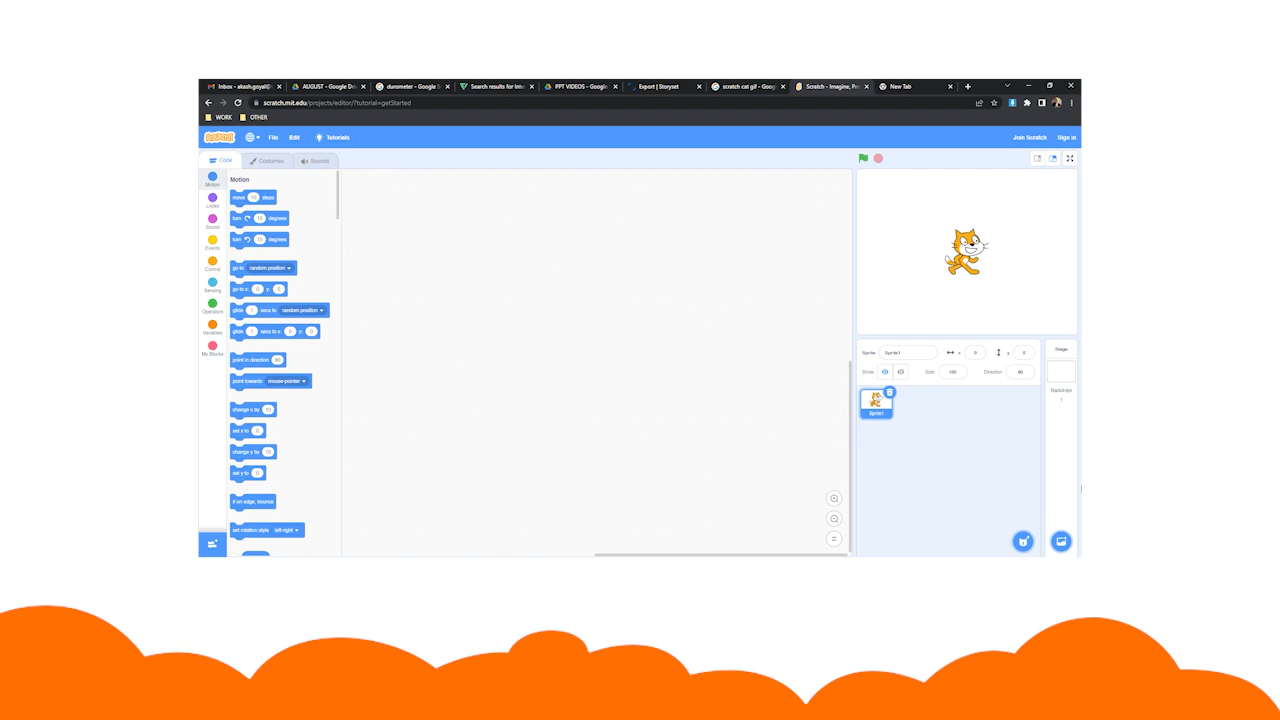 Inbox - akash.goyal@
AUGUST - Google Dri
durometer - Google S
Search results for Int
PPT VIDEOS - Google
Export | Storyset
scratch cat gif - Goog
Scratch - Imagine, Pr
New Tab
scratch.mit.edu/projects/editor/?tutorial=getStarted
WORK OTHER
SCRATCH File Edit Tutorials Join Scratch Sign in
Code Costumes Sounds
Motion
Looks
Sound
Events
Control
Sensing
Operators
Variables
My Blocks
Motion
move 10 steps
turn 15 degrees
turn 15 degrees
go to random position
go to x: 0 y: 0
glide 1 secs to random position
glide 1 secs to x: 0 y: 0
point in direction 90
point towards mouse-pointer
change x by 10
set x to 0
change y by 10
set y to 0
if on edge, bounce
set rotation style left-right
Sprite Sprite1 x 0 y 0
Show Size 100 Direction 90
Sprite1
Stage
Backdrops
1